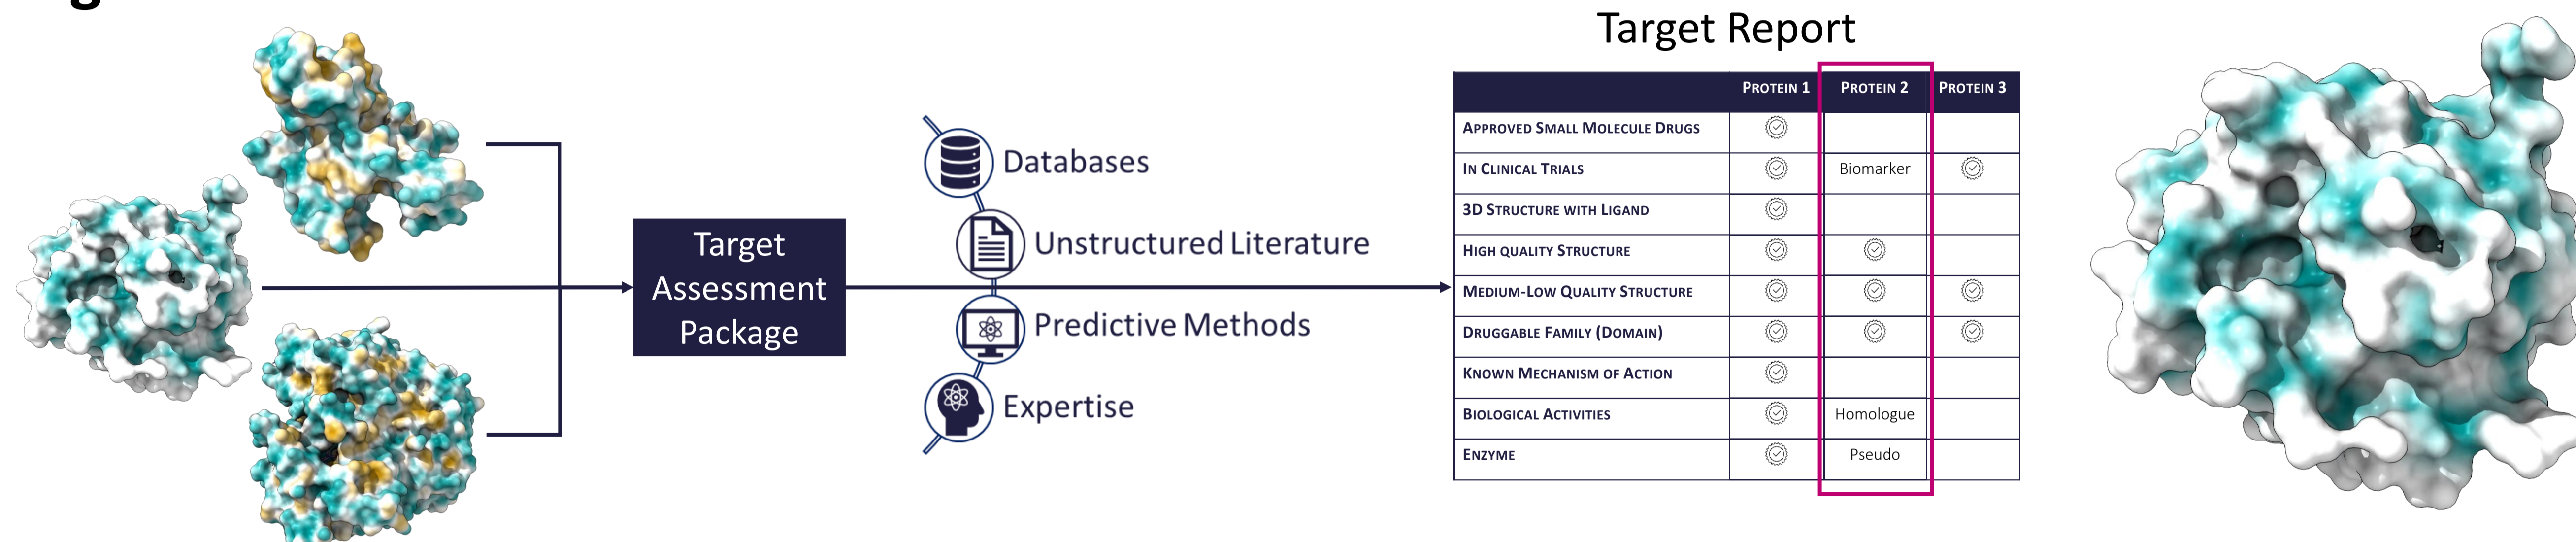 g
Target
Assessment
Package
Databases
Unstructured Literature
Predictive Methods
Expertise
Target Report
PROTEIN 1 PROTEIN 2 PROTEIN 3
APPROVED SMALL MOLECULE DRUGS
IN CLINICAL TRIALS Biomarker
3D STRUCTURE WITH LIGAND
HIGH QUALITY STRUCTURE
MEDIUM-LOW QUALITY STRUCTURE
DRUGGABLE FAMILY (DOMAIN)
KNOWN MECHANISM OF ACTION
BIOLOGICAL ACTIVITIES Homologue
ENZYME Pseudo